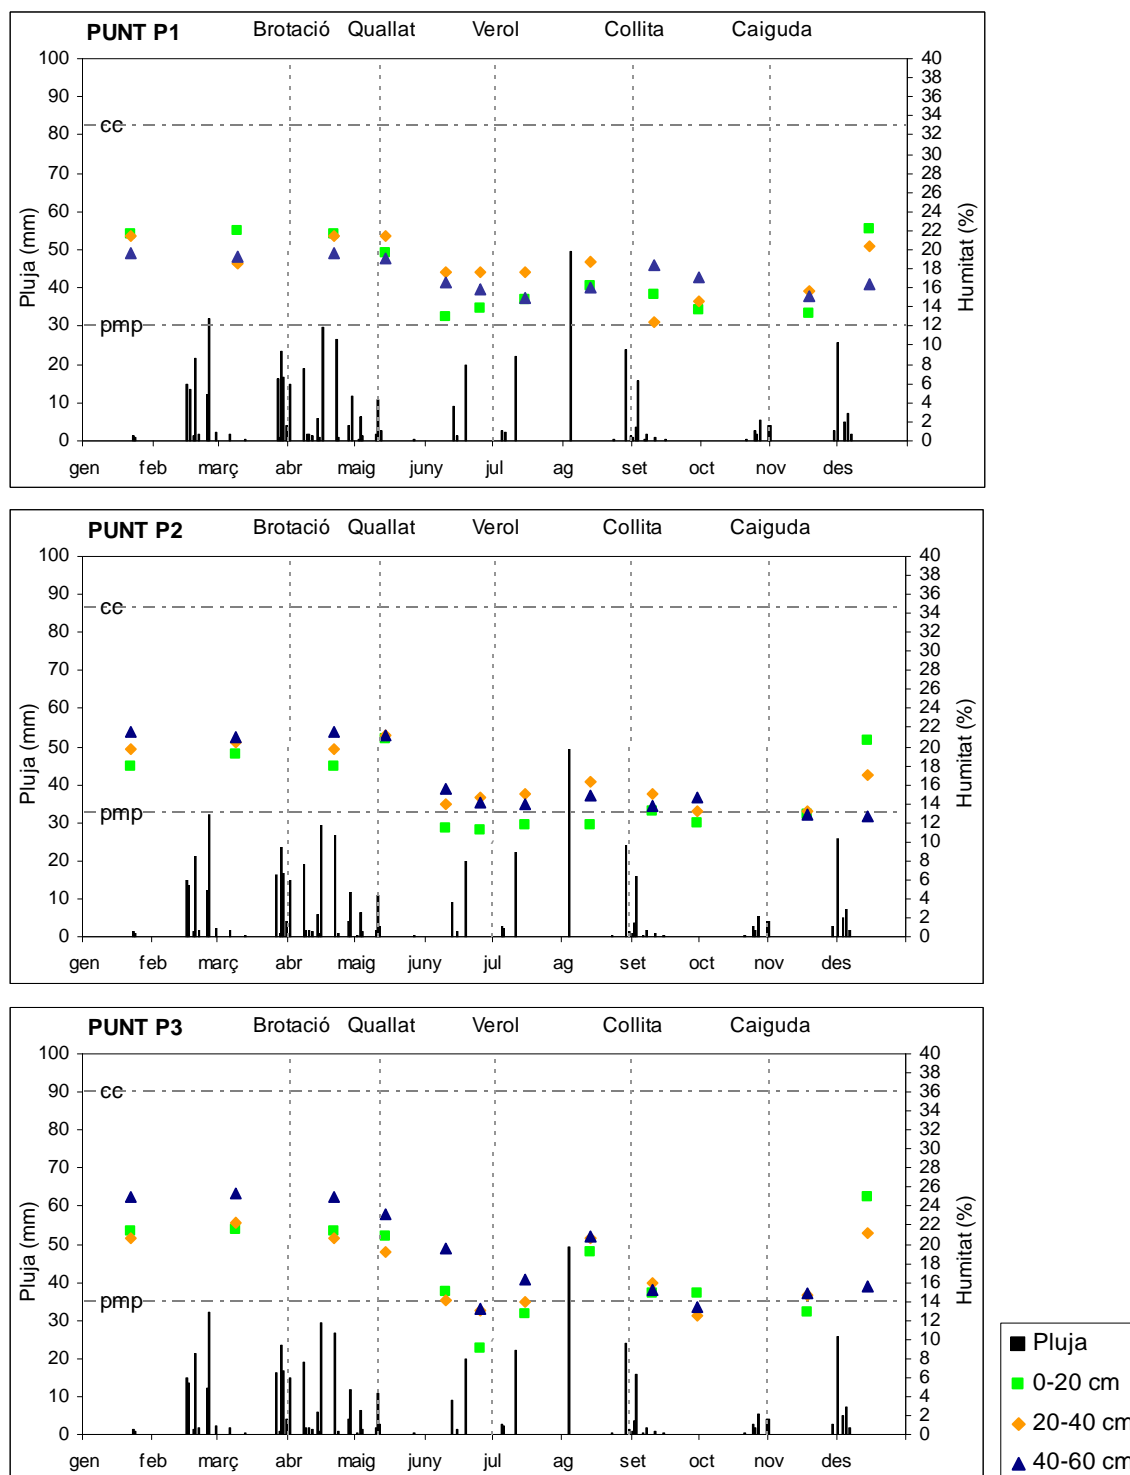 PUNT P1 Brotació Quallat Verol Collita Caiguda
100 40
38
90 36
34
80 32
30
70 28
26
60 24
22
50 20
18
40 16
14
30 12
10
20 8
6
10 4
2
0 0
cc
pmp
Pluja (mm)
Humitat (%)
gen feb març abr maig juny jul ag set oct nov des
PUNT P2 Brotació Quallat Verol Collita Caiguda
100 40
38
90 36
34
80 32
30
70 28
26
60 24
22
50 20
18
40 16
14
30 12
10
20 8
6
10 4
2
0 0
cc
pmp
Pluja (mm)
Humitat (%)
gen feb març abr maig juny jul ag set oct nov des
PUNT P3 Brotació Quallat Verol Collita Caiguda
100 40
38
90 36
34
80 32
30
70 28
26
60 24
22
50 20
18
40 16
14
30 12
10
20 8
6
10 4
2
0 0
cc
pmp
Pluja (mm)
Humitat (%)
gen feb març abr maig juny jul ag set oct nov des
Pluja
0-20 cm
20-40 cm
40-60 cm